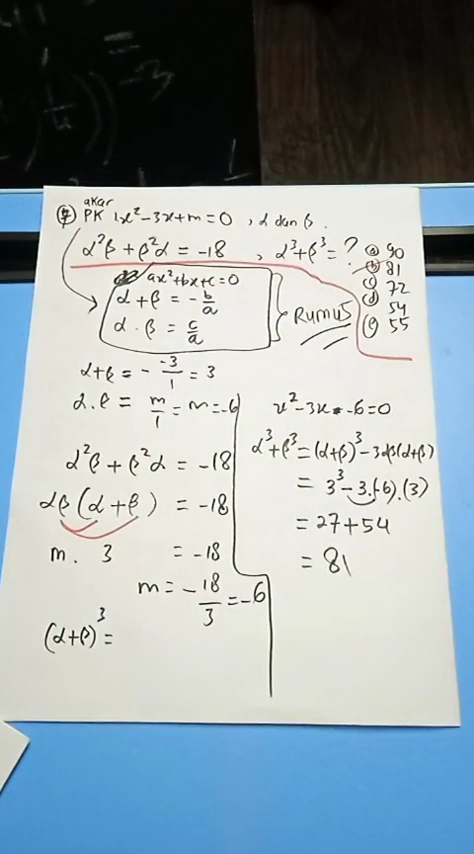 akar
⑦ PK 1x²-3x+m=0 , α dan β.
α²β + β²α = -18 , α³+β³ = ?
ⓐ 90
ⓑ 81
ⓒ 72
ⓓ 54
ⓔ 55
ax²+bx+c=0
α + β = -b/a
α . β = c/a
Rumus
α+β = - -3/1 = 3
α.β = m/1 = m = -6
α²β + β²α = -18
αβ(α+β) = -18
m . 3 = -18
m = -18/3 = -6
(α+β)³ =
x²-3x-6=0
α³+β³ = (α+β)³-3αβ(α+β)
= 3³-3.(-6).(3)
= 27+54
= 81